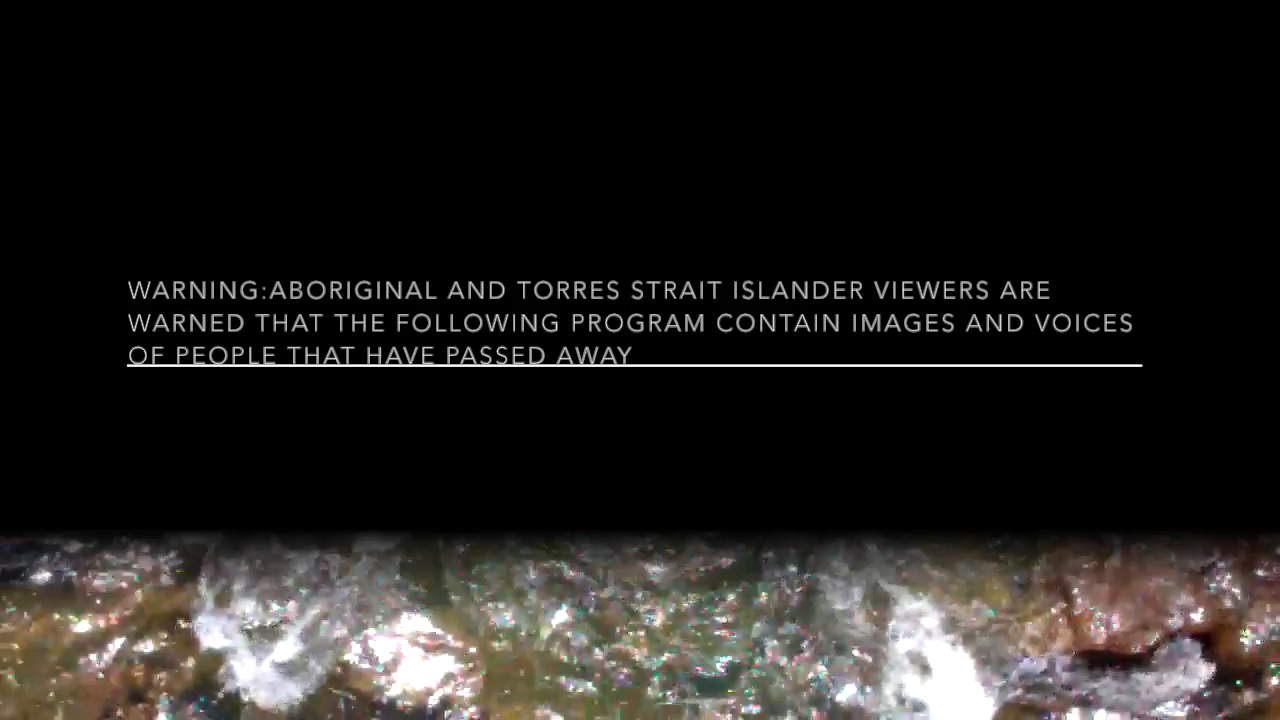 WARNING:ABORIGINAL AND TORRES STRAIT ISLANDER VIEWERS ARE
WARNED THAT THE FOLLOWING PROGRAM CONTAIN IMAGES AND VOICES
OF PEOPLE THAT HAVE PASSED AWAY